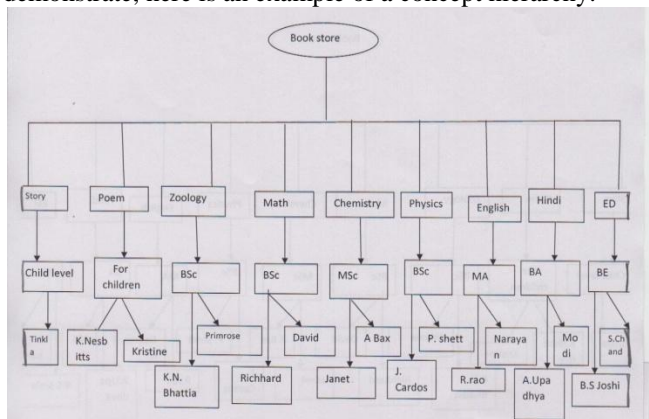 demonstrate, here is an example of a concept hierarchy.
Book store
Story
Poem
Zoology
Math
Chemistry
Physics
English
Hindi
ED
Child level
For
children
BSc
BSc
MSc
BSc
MA
BA
BE
Tinkl
a
K.Nesb
itts
Kristine
Primrose
David
A Bax
P. shett
Naraya
n
Mo
di
S.Ch
and
K.N.
Bhattia
Richhard
Janet
J.
Cardos
R.rao
A.Upa
dhya
B.S Joshi